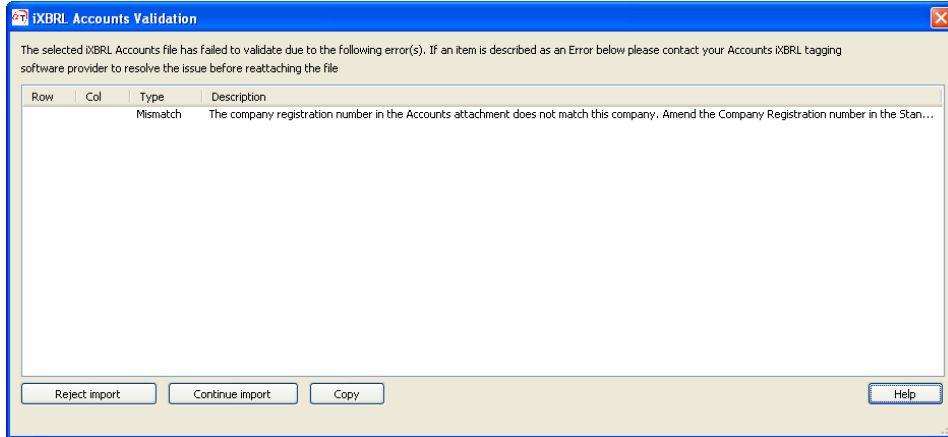 iXBRL Accounts Validation
The selected iXBRL Accounts file has failed to validate due to the following error(s). If an item is described as an Error below please contact your Accounts iXBRL tagging
software provider to resolve the issue before reattaching the file
Row Col Type Description
Mismatch The company registration number in the Accounts attachment does not match this company. Amend the Company Registration number in the Stan...
Reject import Continue import Copy Help